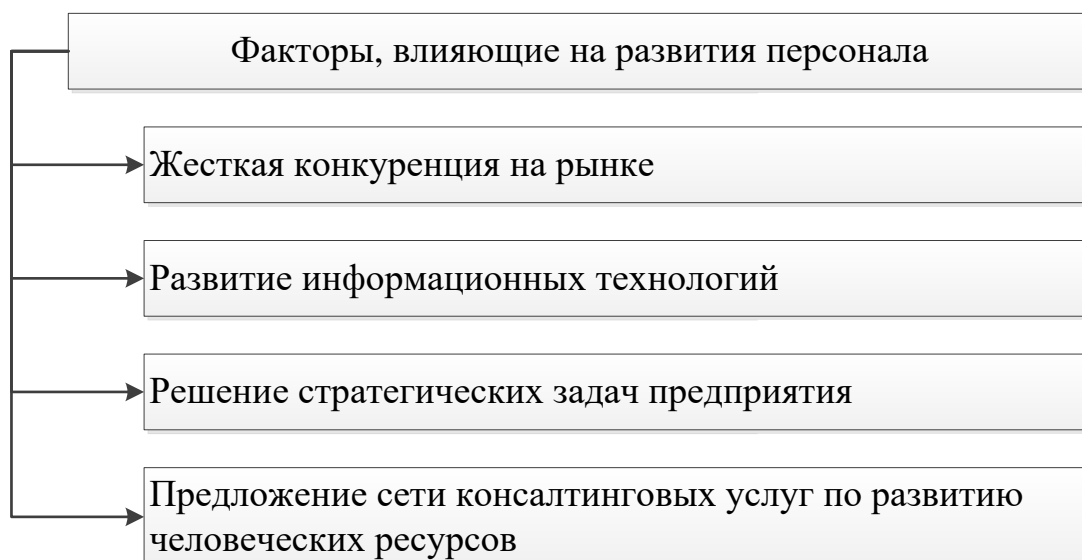 Факторы, влияющие на развития персонала
Жесткая конкуренция на рынке
Развитие информационных технологий
Решение стратегических задач предприятия
Предложение сети консалтинговых услуг по развитию
человеческих ресурсов